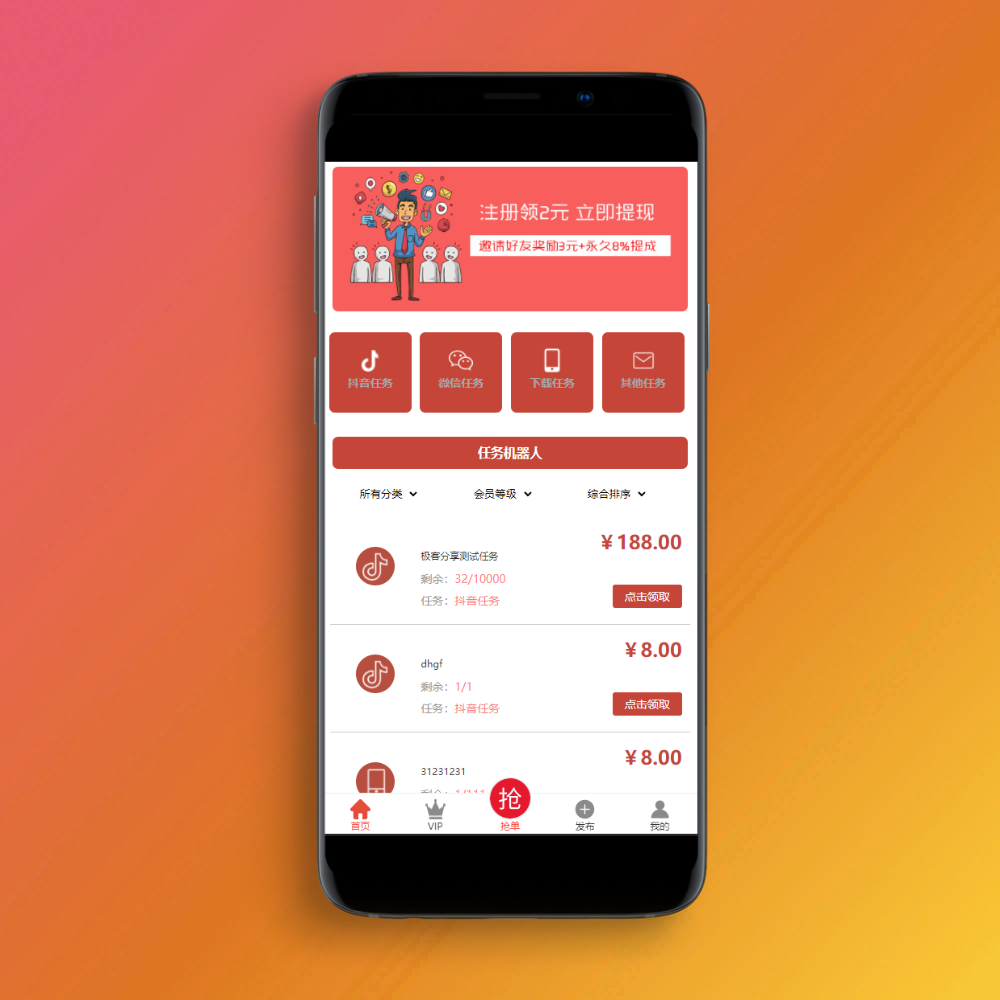 注册领2元 立即提现
邀请好友奖励3元+永久8%提成
抖音任务 微信任务 下载任务 其他任务
任务机器人
所有分类 会员等级 综合排序
¥188.00
极客分享测试任务
剩余：32/10000
任务：抖音任务
点击领取
¥8.00
dhgf
剩余：1/1
任务：抖音任务
点击领取
¥8.00
31231231
剩余：1/111
抢
首页 VIP 抢单 发布 我的